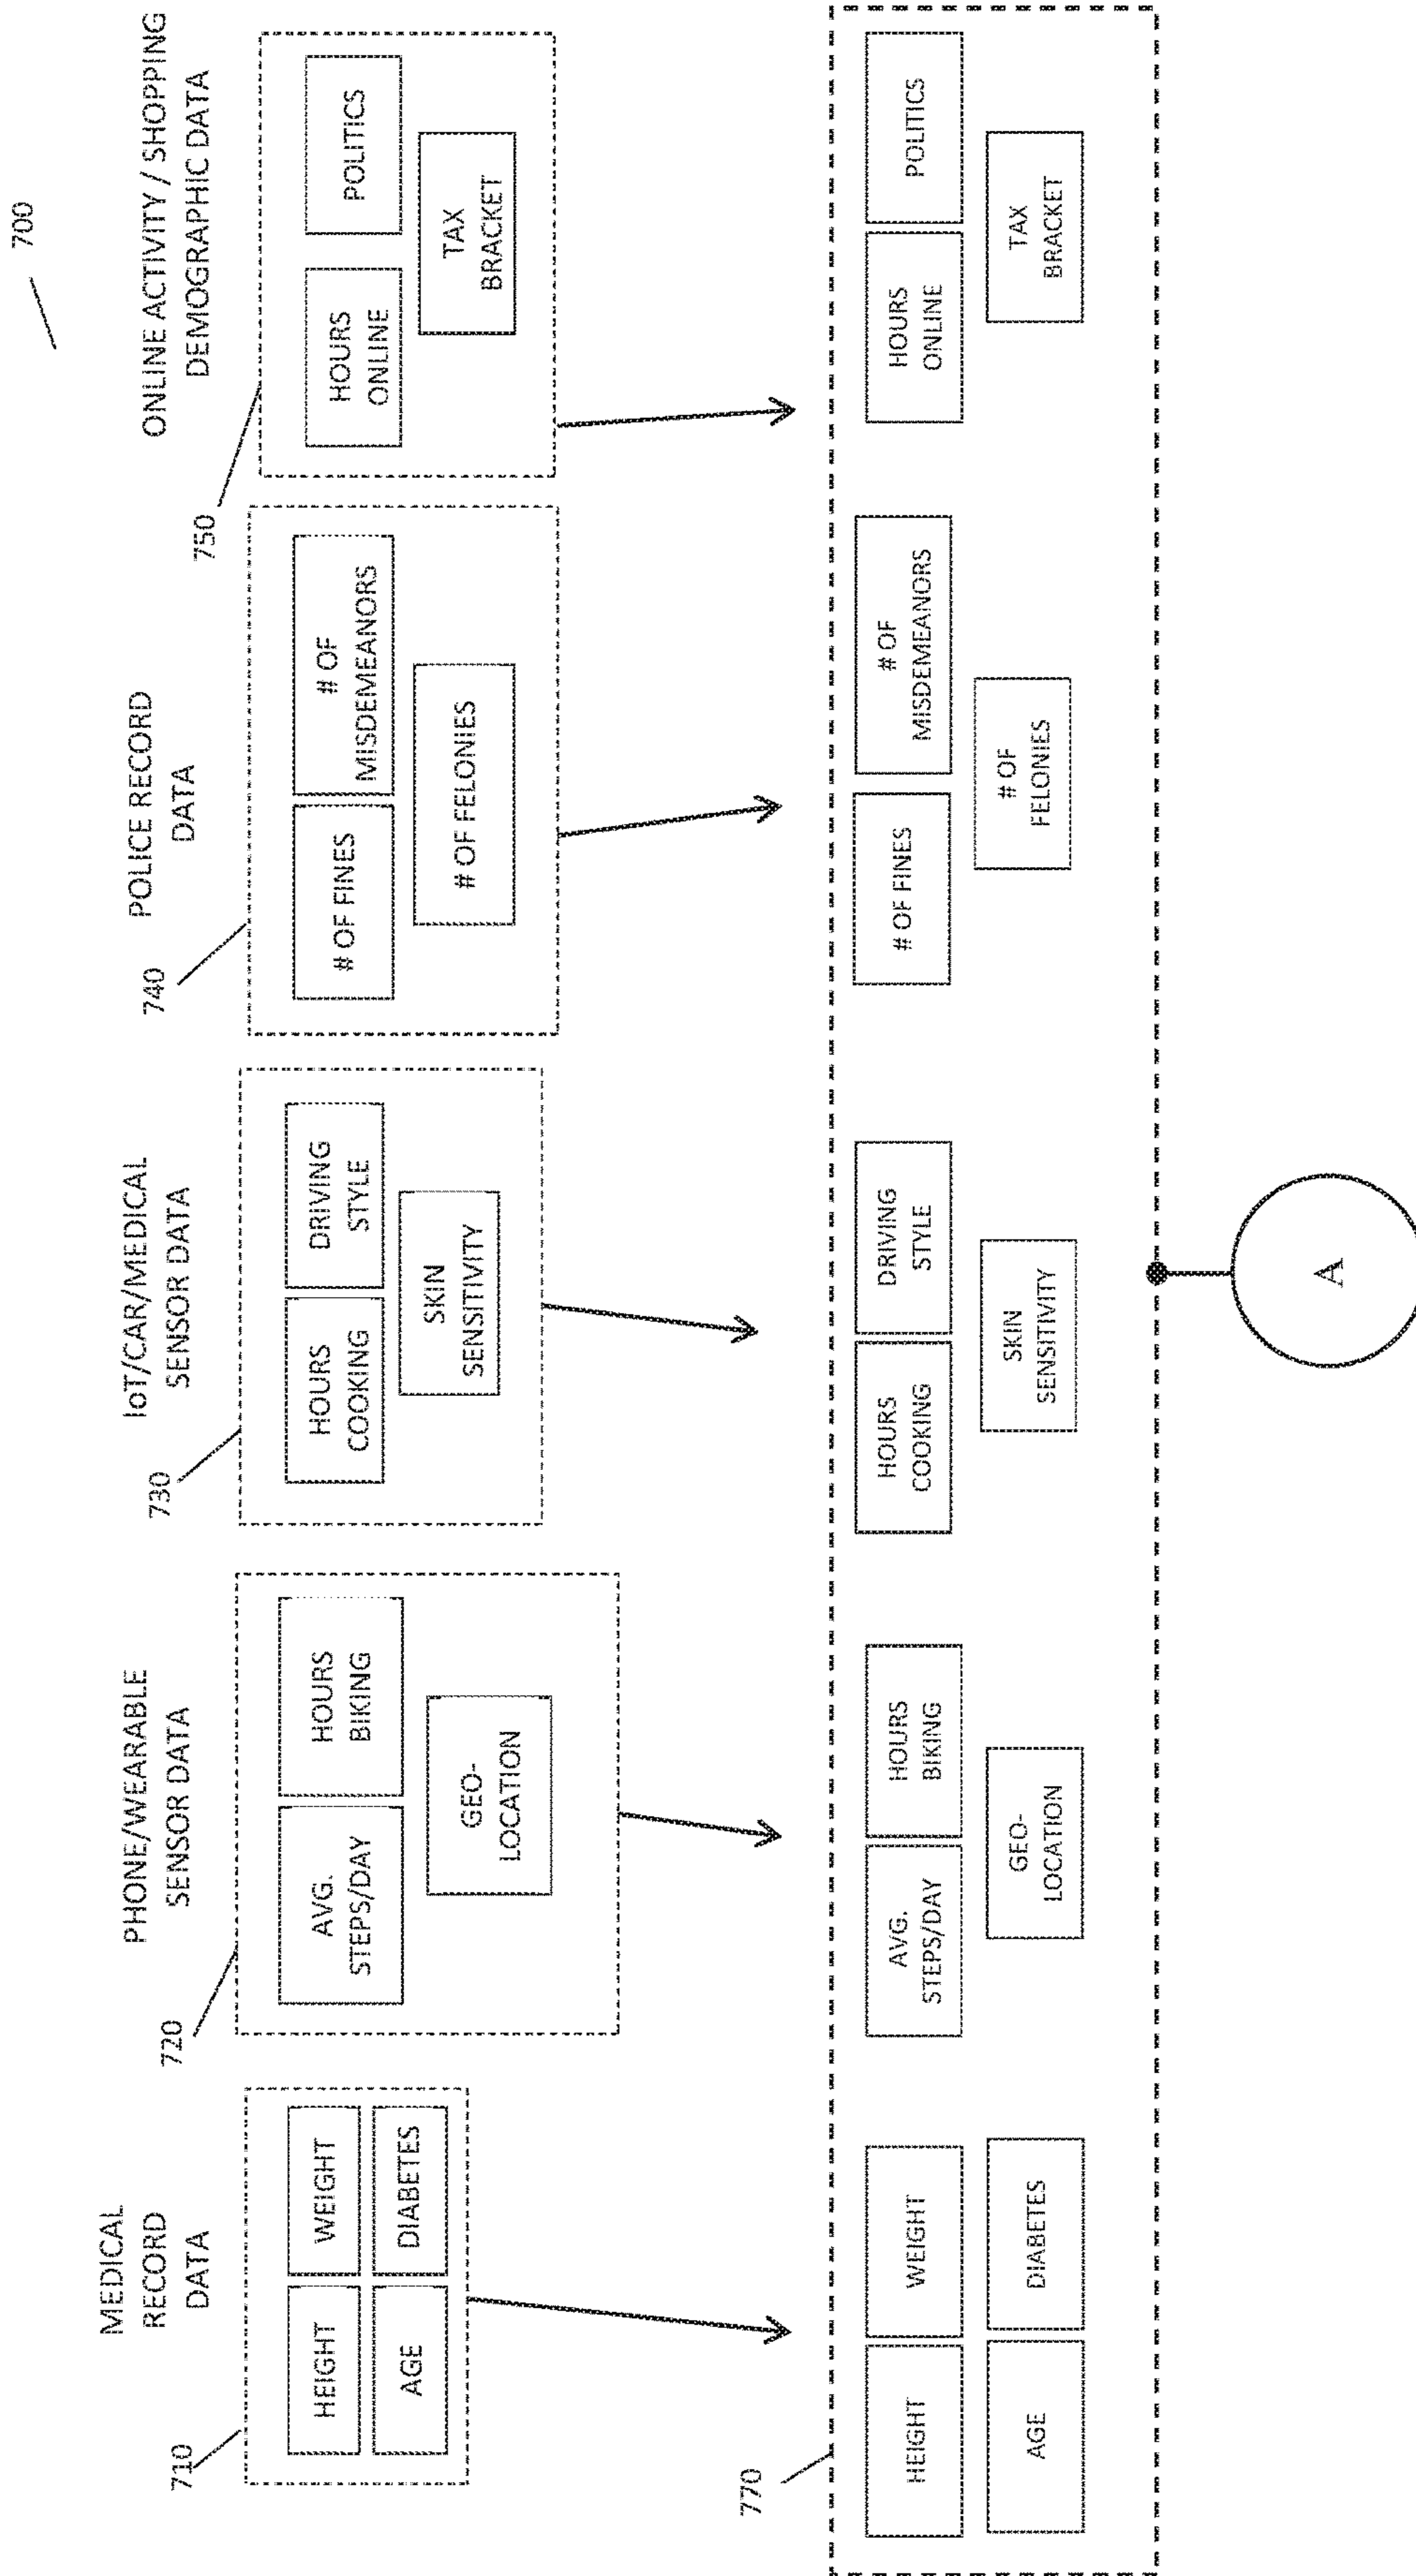 700
MEDICAL
RECORD
DATA
710
HEIGHT
WEIGHT
AGE
DIABETES
PHONE/WEARABLE
SENSOR DATA
720
AVG.
STEPS/DAY
HOURS
BIKING
GEO-
LOCATION
IoT/CAR/MEDICAL
SENSOR DATA
730
HOURS
COOKING
DRIVING
STYLE
SKIN
SENSITIVITY
POLICE RECORD
DATA
740
# OF FINES
# OF
MISDEMEANORS
# OF FELONIES
ONLINE ACTIVITY / SHOPPING
DEMOGRAPHIC DATA
750
HOURS
ONLINE
POLITICS
TAX
BRACKET
770
HEIGHT
WEIGHT
AGE
DIABETES
AVG.
STEPS/DAY
HOURS
BIKING
GEO-
LOCATION
HOURS
COOKING
DRIVING
STYLE
SKIN
SENSITIVITY
# OF FINES
# OF
MISDEMEANORS
# OF
FELONIES
HOURS
ONLINE
POLITICS
TAX
BRACKET
A